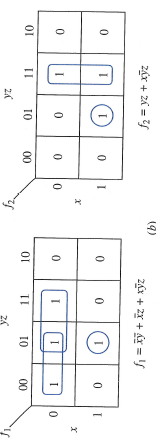 f₁
yz
00 01 11 10
0 1 1 1 0
x
1 0 1 0 0
f₁ = x̄ȳ + x̄z + xȳz
f₂
yz
00 01 11 10
0 0 0 1 0
x
1 0 1 1 0
f₂ = yz + xȳz
(b)